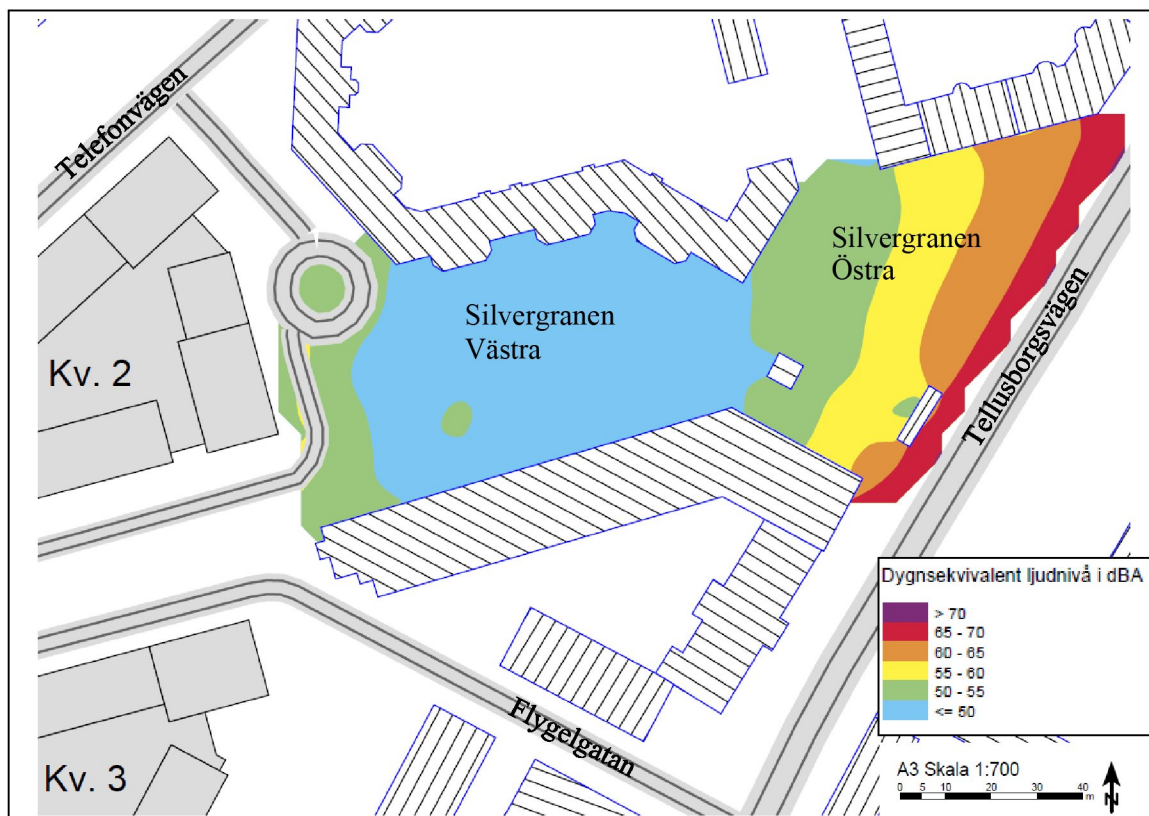 Telefonvägen
Kv. 2
Silvergranen
Västra
Silvergranen
Östra
Tellusborgsvägen
Flygelgatan
Kv. 3
Dygnsekvivalent ljudnivå i dBA
> 70
65 - 70
60 - 65
55 - 60
50 - 55
<= 50
A3 Skala 1:700
0 5 10 20 30 40
m
N